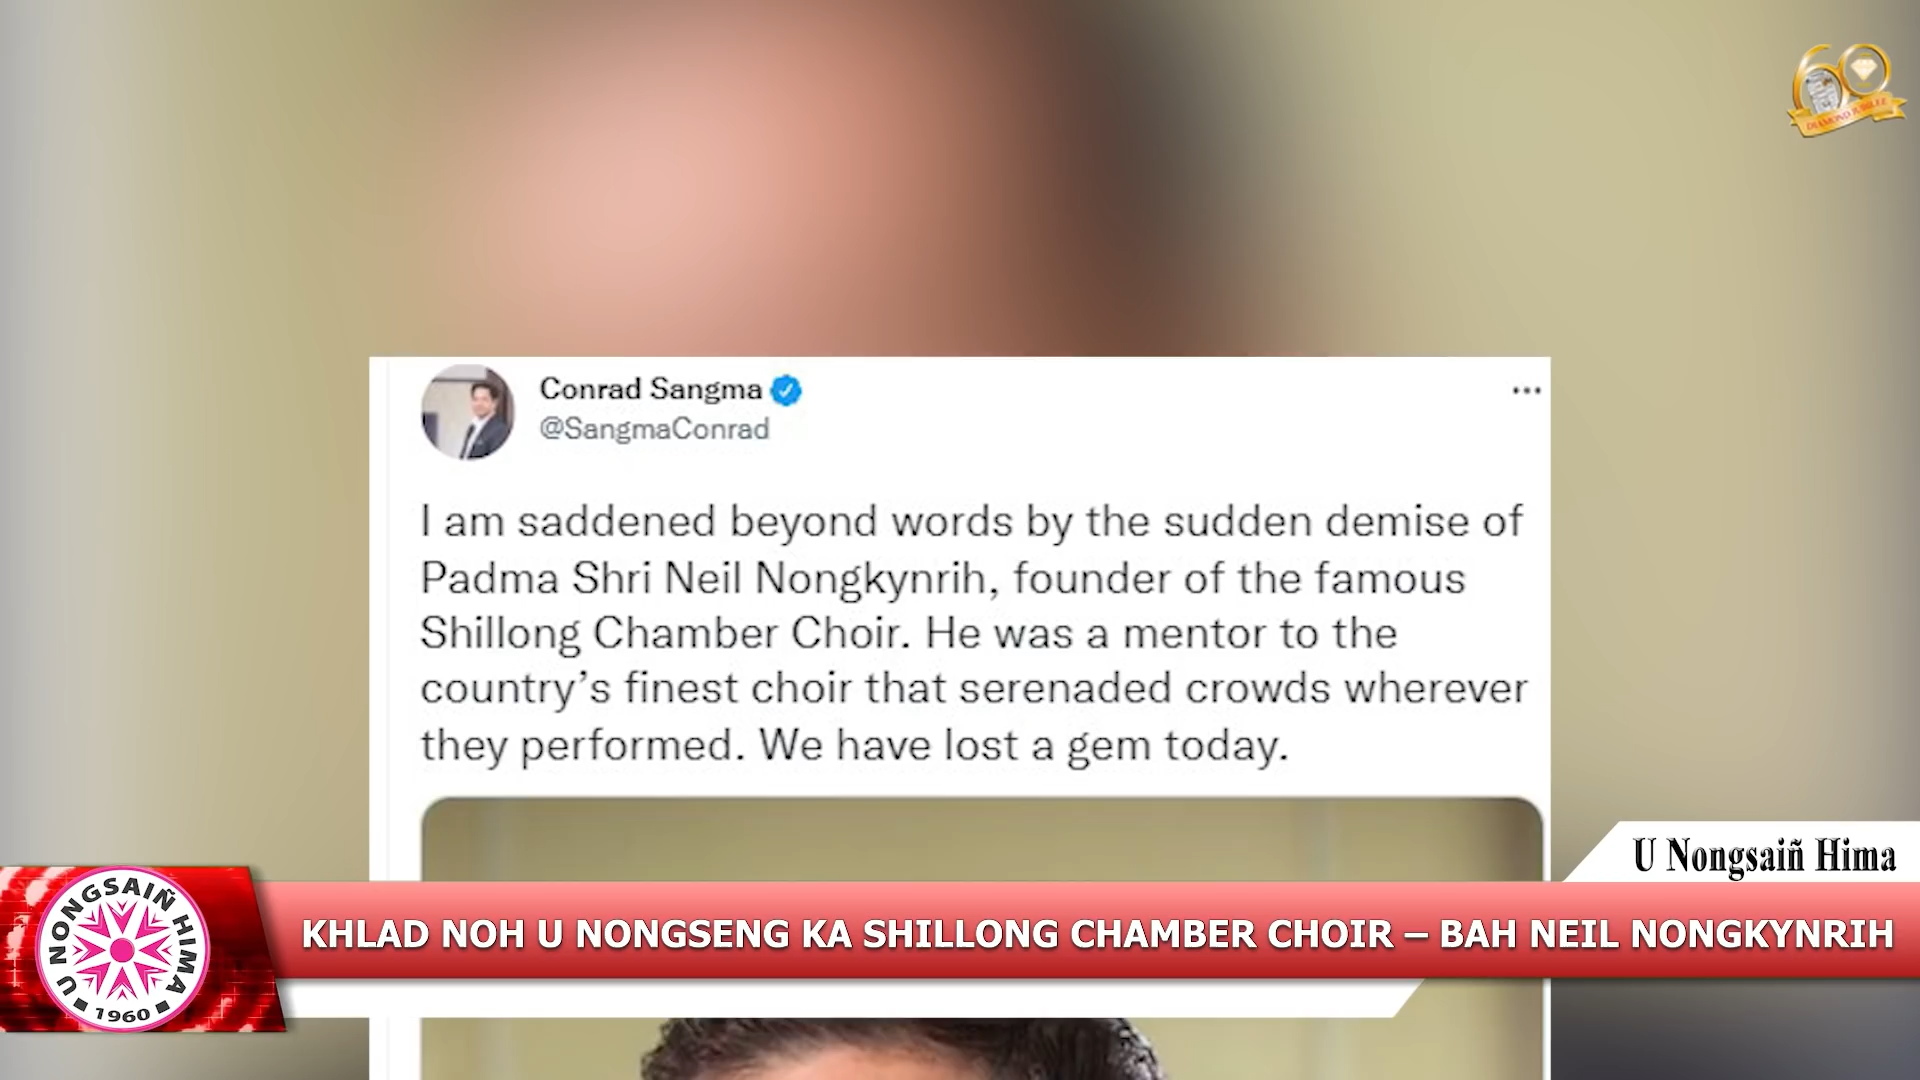 60
DIAMOND JUBILEE
Conrad Sangma
@SangmaConrad
I am saddened beyond words by the sudden demise of
Padma Shri Neil Nongkynrih, founder of the famous
Shillong Chamber Choir. He was a mentor to the
country’s finest choir that serenaded crowds wherever
they performed. We have lost a gem today.
U Nongsaiñ Hima
KHLAD NOH U NONGSENG KA SHILLONG CHAMBER CHOIR – BAH NEIL NONGKYNRIH
U NONGSAIÑ HIMA
1960